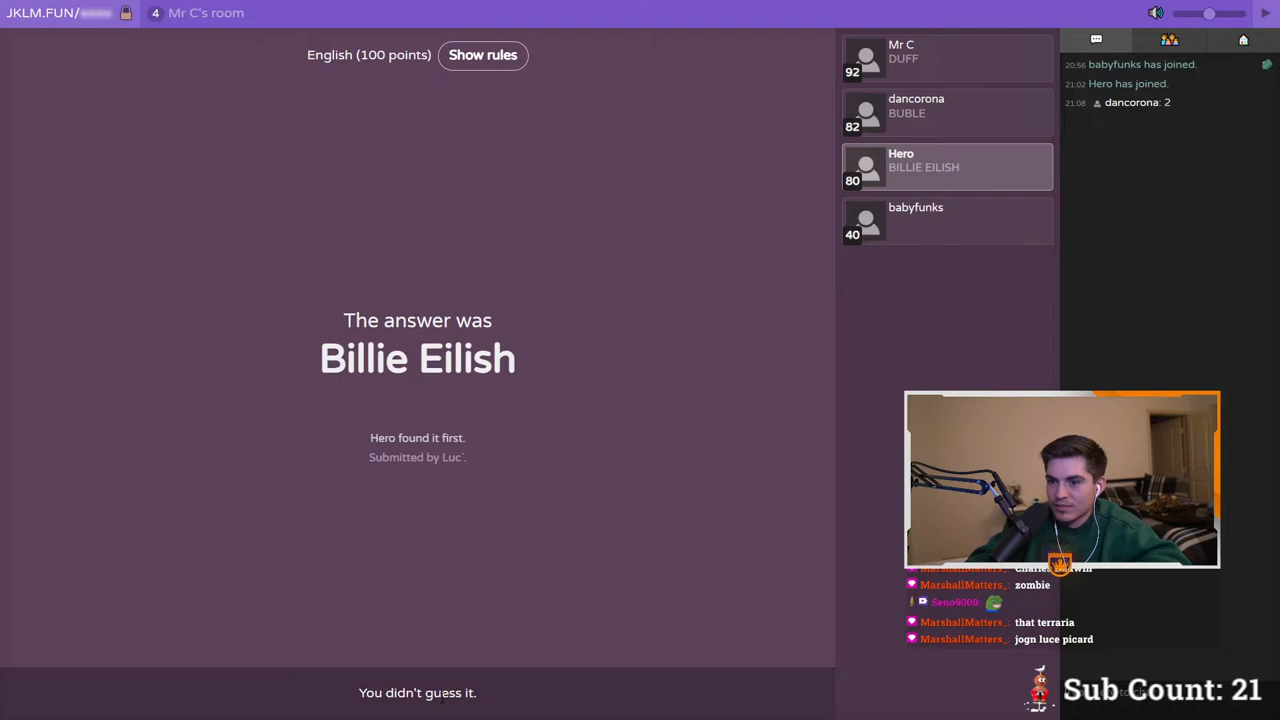 JKLM.FUN/
4 Mr C's room
English (100 points) Show rules
The answer was
Billie Eilish
Hero found it first.
Submitted by Luc`.
You didn't guess it.
Mr C
DUFF
92
dancorona
BUBLE
82
Hero
BILLIE EILISH
80
babyfunks
40
20:56 babyfunks has joined.
21:02 Hero has joined.
21:08 dancorona: 2
MarshallMatters_:
MarshallMatters_: zombie
Seno9000:
MarshallMatters_: that terraria
MarshallMatters_: jogn luce picard
Sub Count: 21